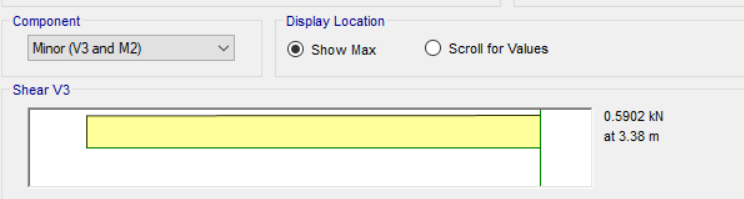 Component
Display Location
Minor (V3 and M2)
Show Max
Scroll for Values
Shear V3
0.5902 kN
at 3.38 m